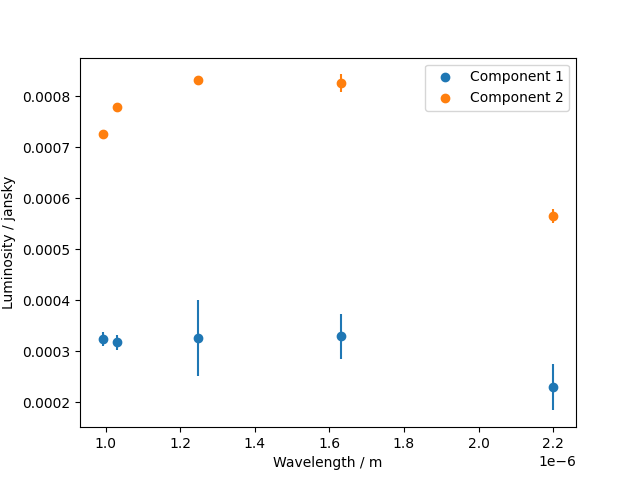 Component 1
Component 2
0.0008
0.0007
0.0006
0.0005
0.0004
0.0003
0.0002
Luminosity / jansky
1.0 1.2 1.4 1.6 1.8 2.0 2.2
1e−6
Wavelength / m